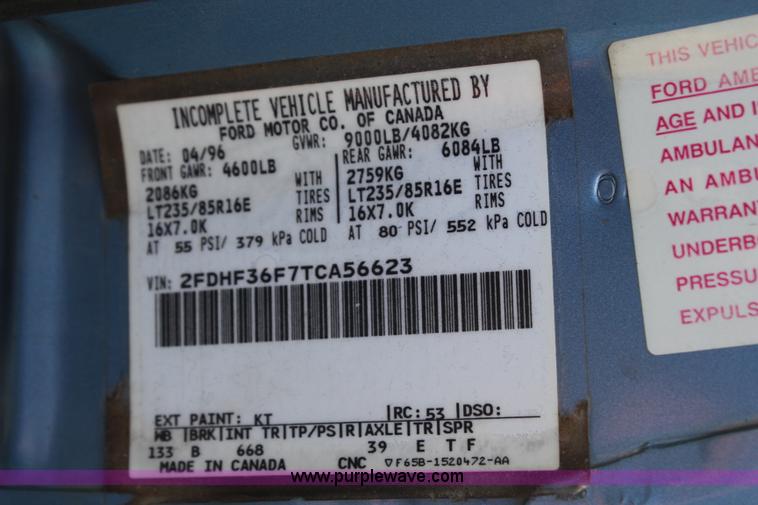 INCOMPLETE VEHICLE MANUFACTURED BY
FORD MOTOR CO. OF CANADA
DATE: 04/96 GVWR: 9000LB/4082KG
FRONT GAWR: 4600LB REAR GAWR: 6084LB
2086KG WITH 2759KG WITH
LT235/85R16E TIRES LT235/85R16E TIRES
16X7.0K RIMS 16X7.0K RIMS
AT 55 PSI/ 379 kPa COLD AT 80 PSI/ 552 kPa COLD
VIN: 2FDHF36F7TCA56623
EXT PAINT: KT |RC: 53 |DSO:
WB |BRK|INT TR|TP/PS|R|AXLE|TR|SPR
133 B 668 39 E T F
MADE IN CANADA CNC ▽F65B-1520472-AA
THIS VEHIC
FORD AMB
AGE AND I
AMBULAN
AN AMBU
WARRAN
UNDERB
PRESSU
EXPULS
www.purplewave.com